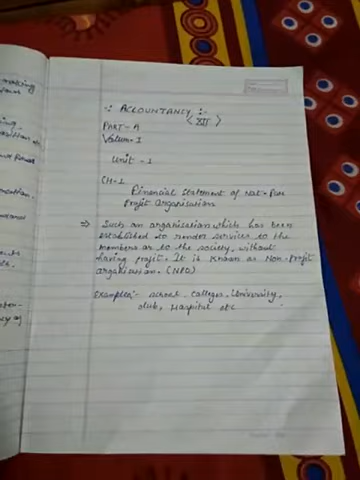 making
:- ACCOUNTANCY :-
< XII >
PART - A
Volum - I
Unit - 1
CH-1
Financial Statement of Not-For
Profit Organisation
⇒ Such an organisation which has been
established to render services to the
members or to the society, without
having profit. It is known as Non-Profit
organisation. (NPO)
Examples:- School, Colleges, University,
club, Hospital etc